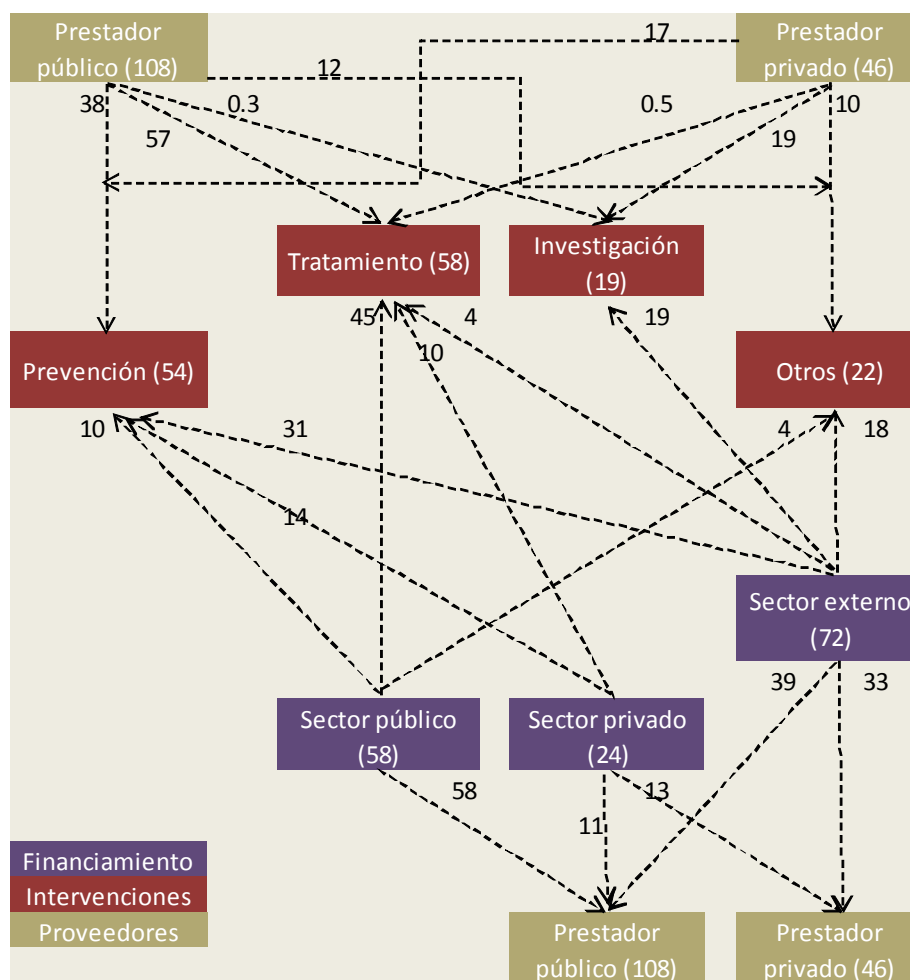 Prestador
público (108)
Prestador
privado (46)
17
12
38
0.3
0.5
10
57
19
Tratamiento (58)
Investigación
(19)
45
4
19
10
Prevención (54)
Otros (22)
10
31
4
18
14
Sector externo
(72)
39
33
Sector público
(58)
Sector privado
(24)
58
13
11
Financiamiento
Intervenciones
Proveedores
Prestador
público (108)
Prestador
privado (46)